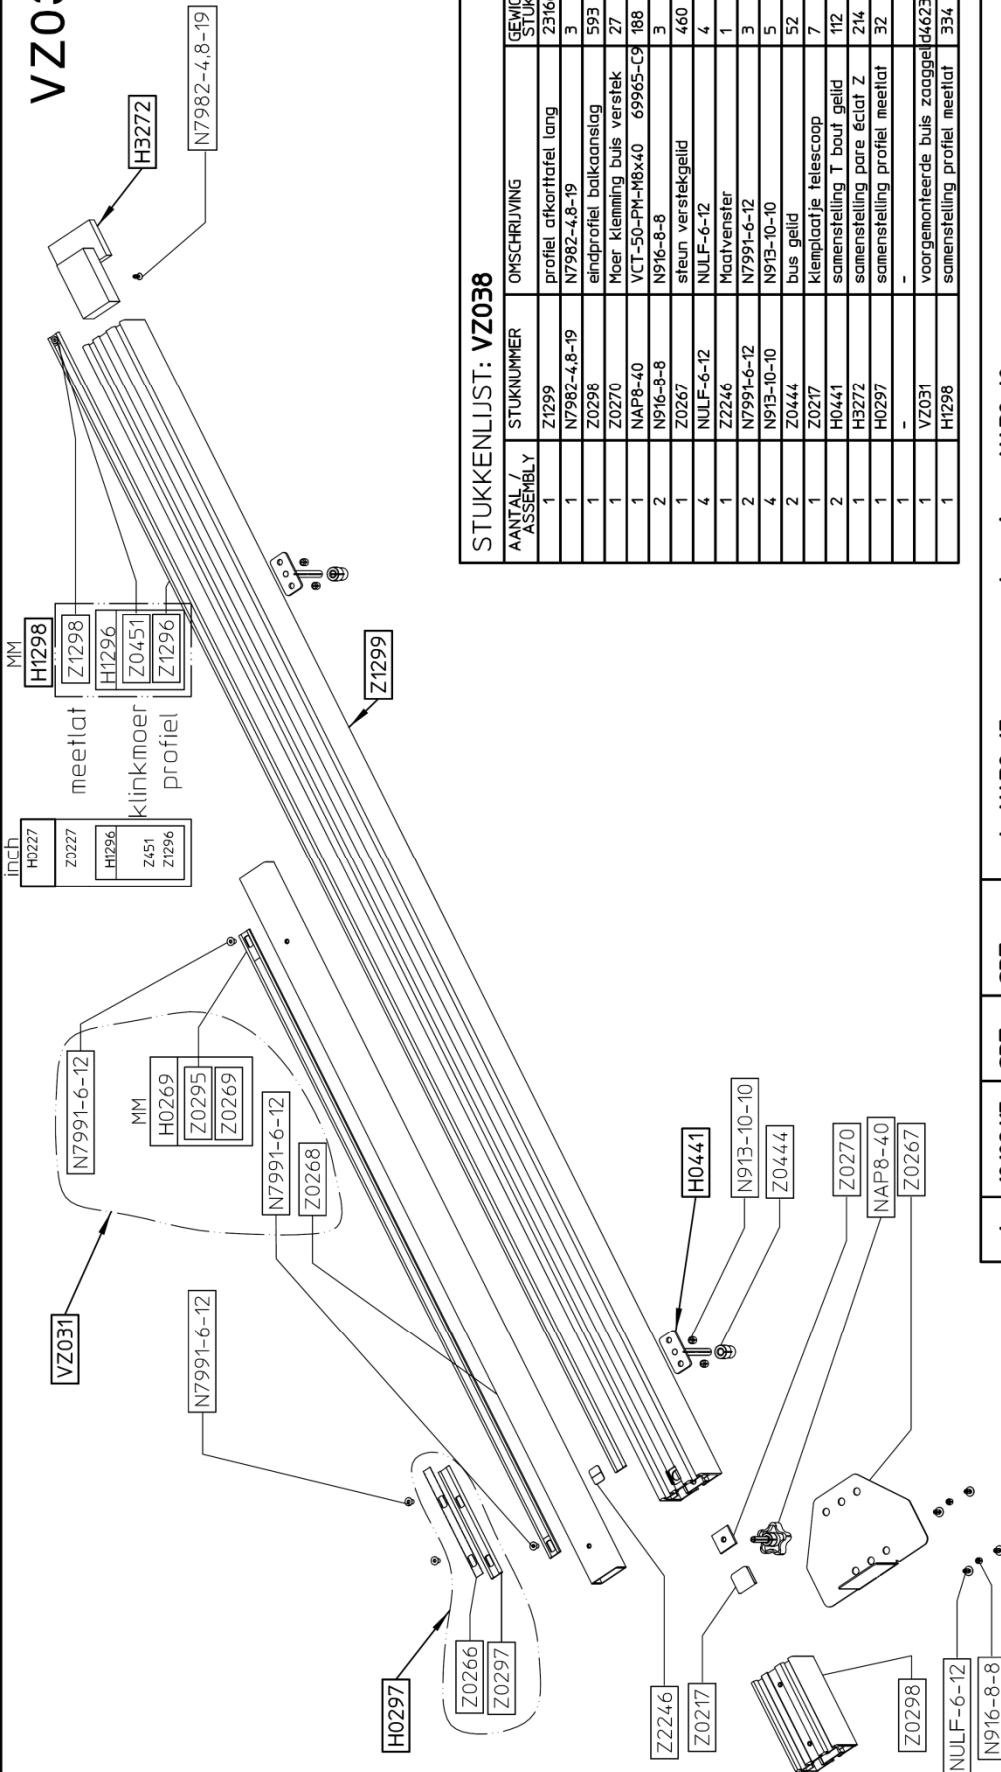 MM
H1298
Z1298
H1296
Z0451
Z1296
meetlat
klinkmoer
profiel
inch
H0227
Z0227
H1296
Z451
Z1296
H3272
N7982-4,8-19
Z1299
VZ031
N7991-6-12
MM
H0269
Z0295
Z0269
N7991-6-12
Z0268
N7991-6-12
H0297
Z0266
Z0297
H0441
N913-10-10
Z0444
Z0270
NAP8-40
Z0267
Z2246
Z0217
Z0298
NULF-6-12
N916-8-8
STUKKENLIJST: VZ038
AANTAL / ASSEMBLY STUKNUMMER OMSCHRIJVING
1 Z1299 profiel afkorttafel lang
1 N7982-4,8-19 N7982-4,8-19 3
1 Z0298 eindprofiel balkaanslag 593
1 Z0270 Moer klemming buis verstek 27
1 NAP8-40 VCT-50-PM-M8x40 69965-C9 188
2 N916-8-8 N916-8-8 3
1 Z0267 steun verstekgelid 460
4 NULF-6-12 NULF-6-12 4
1 Z2246 Maatvenster 1
2 N7991-6-12 N7991-6-12 3
4 N913-10-10 N913-10-10 5
2 Z0444 bus gelid 52
1 Z0217 klemplaatje telescoop 7
2 H0441 samenstelling T bout gelid 112
1 H3272 samenstelling pare éclat Z 214
1 H0297 samenstelling profiel meetlat 32
1 - -
1 VZ031 voorgemonteerde buis
1 H1298 samenstelling profiel meetlat 334